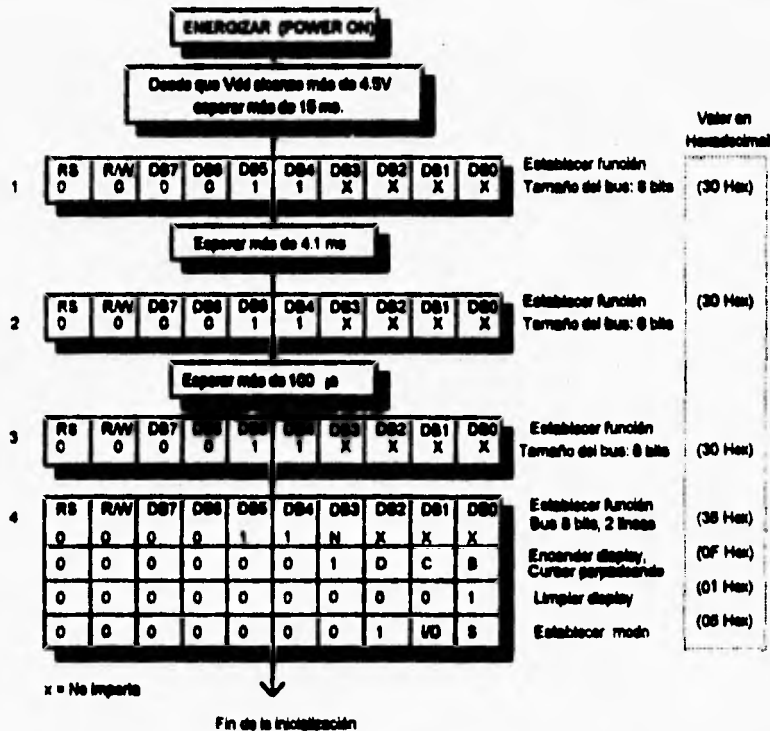 ENERGIZAR (POWER ON)
Desde que Vdd alcanza más de 4.5V
esperar más de 15 ms.
Valor en
Hexadecimal
1
RS R/W DB7 DB6 DB5 DB4 DB3 DB2 DB1 DB0
0 0 0 0 1 1 X X X X
Establecer función
Tamaño del bus: 8 bits
(30 Hex)
Esperar más de 4.1 ms
2
RS R/W DB7 DB6 DB5 DB4 DB3 DB2 DB1 DB0
0 0 0 0 1 1 X X X X
Establecer función
Tamaño del bus: 8 bits
(30 Hex)
Esperar más de 100 µs
3
RS R/W DB7 DB6 DB5 DB4 DB3 DB2 DB1 DB0
0 0 0 0 1 1 X X X X
Establecer función
Tamaño del bus: 8 bits
(30 Hex)
4
RS R/W DB7 DB6 DB5 DB4 DB3 DB2 DB1 DB0
0 0 0 0 1 1 N X X X
Establecer función
Bus 8 bits, 2 líneas
Hex)
0 0 0 0 0 0 1 D C B
Encender display,
Cursor parpadeando
(0F Hex)
0 0 0 0 0 0 0 0 0 1
Limpiar display
(01 Hex)
0 0 0 0 0 0 0 1 I/D S
Establecer modo
(06 Hex)
x = No importa
Fin de la inicialización